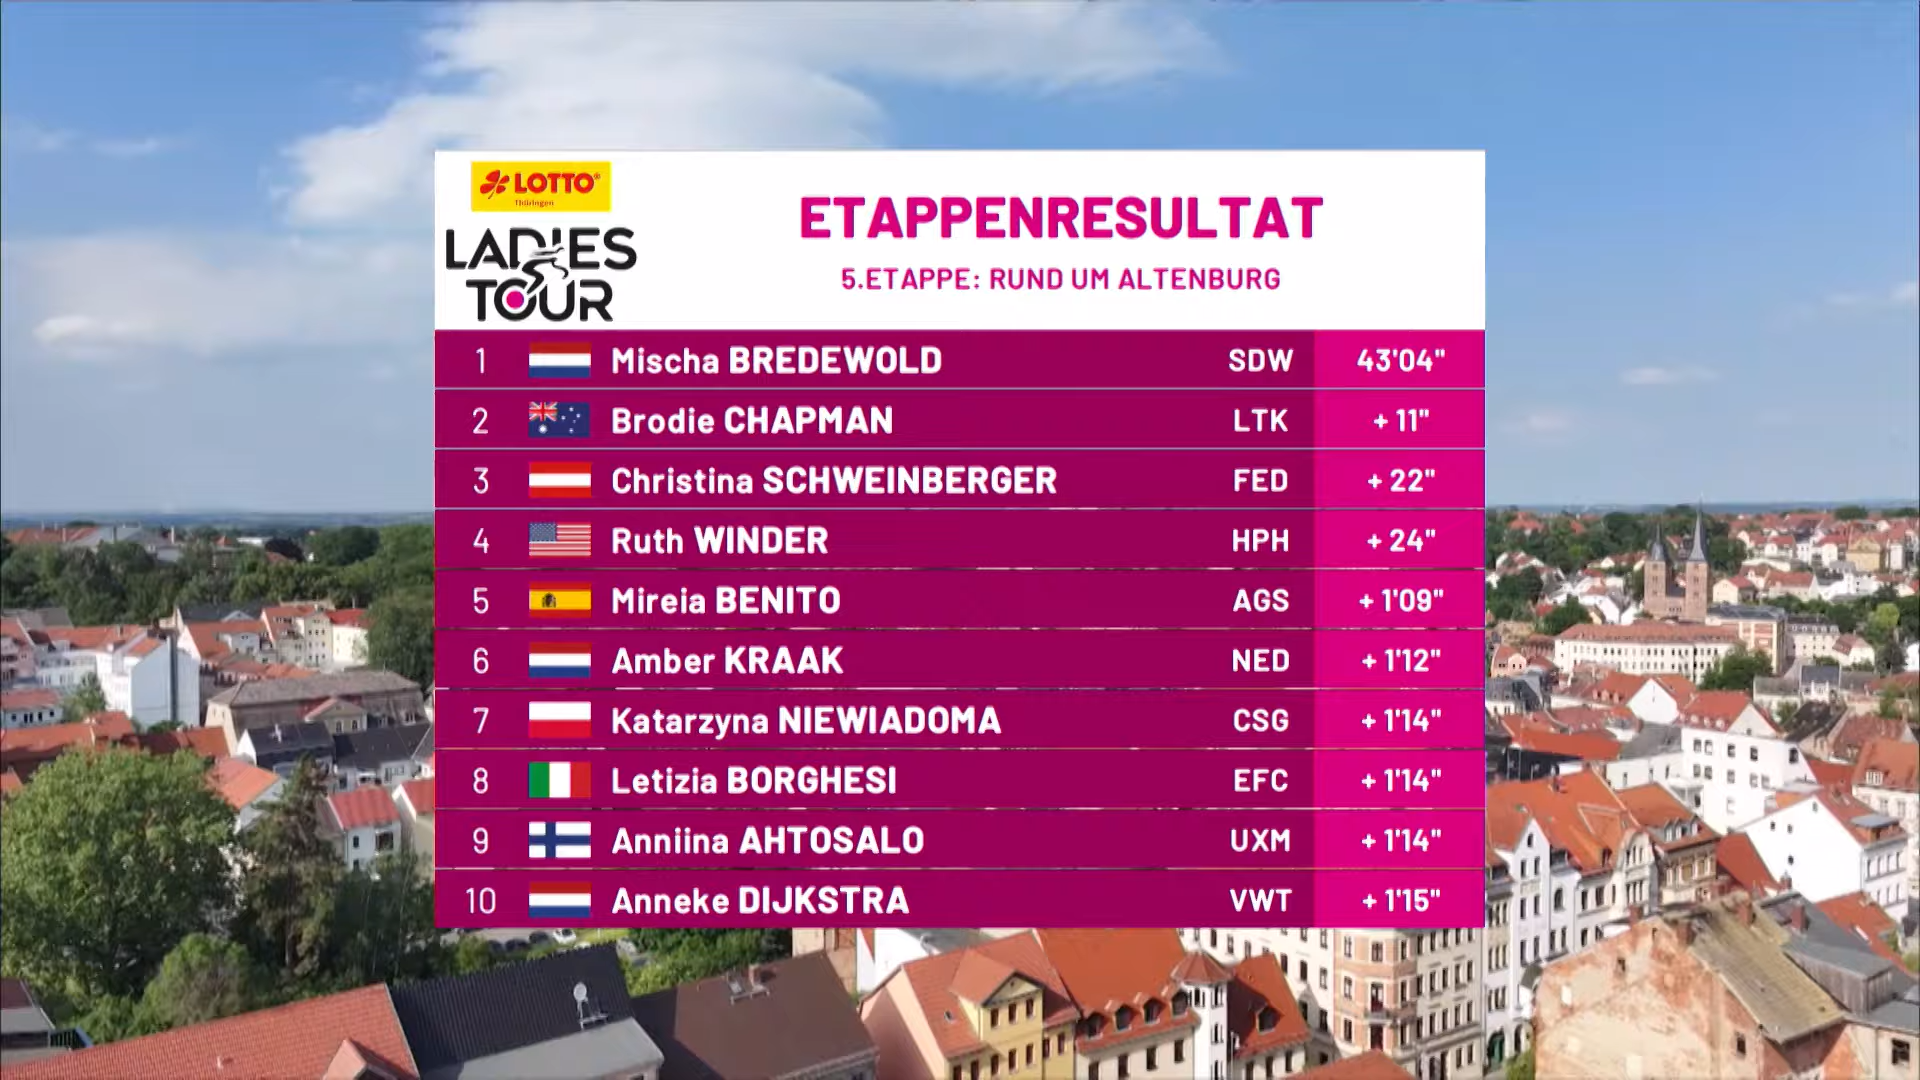 LOTTO®
Thüringen
LADIES
TOUR
ETAPPENRESULTAT
5.ETAPPE: RUND UM ALTENBURG
1 Mischa BREDEWOLD SDW 43'04"
2 Brodie CHAPMAN LTK + 11"
3 Christina SCHWEINBERGER FED + 22"
4 Ruth WINDER HPH + 24"
5 Mireia BENITO AGS + 1'09"
6 Amber KRAAK NED + 1'12"
7 Katarzyna NIEWIADOMA CSG + 1'14"
8 Letizia BORGHESI EFC + 1'14"
9 Anniina AHTOSALO UXM + 1'14"
10 Anneke DIJKSTRA VWT + 1'15"